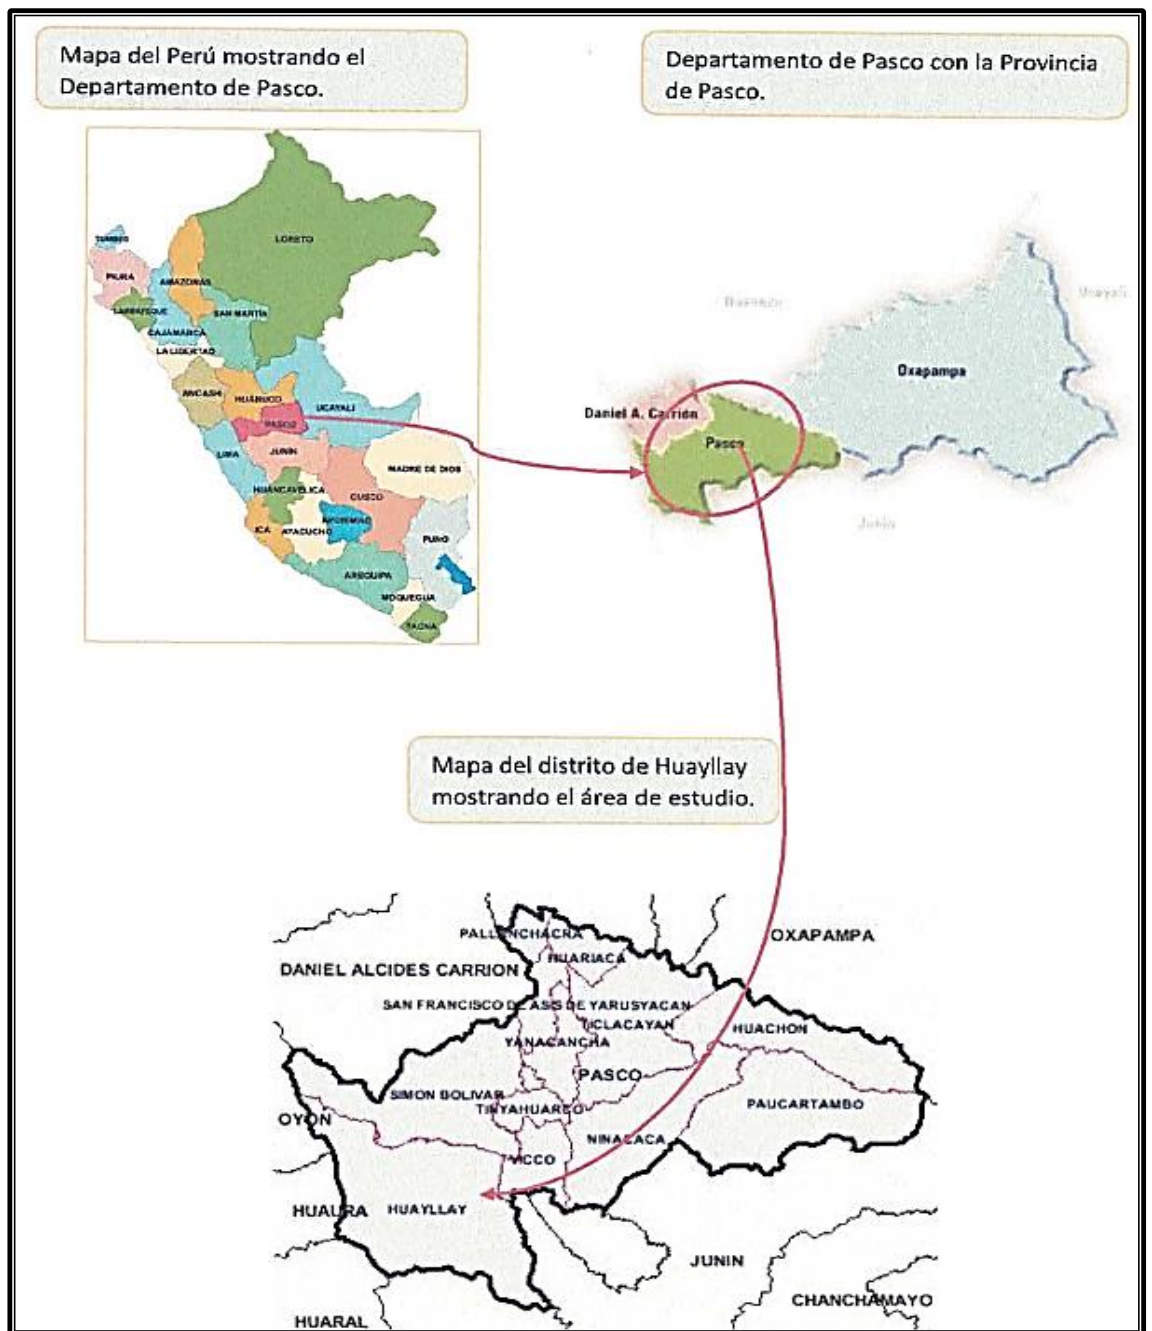 Mapa del Perú mostrando el
Departamento de Pasco.
Departamento de Pasco con la Provincia
de Pasco.
TUMBES
LORETO
PIURA
AMAZONAS
LAMBAYEQUE
SAN MARTÍN
CAJAMARCA
LA LIBERTAD
ANCASH
HUÁNUCO
UCAYALI
PASCO
LIMA
JUNIN
MADRE DE DIOS
HUANCAVELICA
CUSCO
ICA
AYACUCHO
APURIMAC
PUNO
AREQUIPA
MOQUEGUA
TACNA
Huanuco
Ucayali
Oxapampa
Daniel A. Carrión
Pasco
Junín
Mapa del distrito de Huayllay
mostrando el área de estudio.
PALLANCHACRA
OXAPAMPA
HUARIACA
DANIEL ALCIDES CARRION
SAN FRANCISCO DE ASIS DE YARUSYACAN
TICLACAYAN
HUACHON
YANACANCHA
PASCO
SIMON BOLIVAR
TINYAHUARCO
PAUCARTAMBO
OYON
NINACACA
VICCO
HUAURA
HUAYLLAY
JUNIN
CHANCHAMAYO
HUARAL